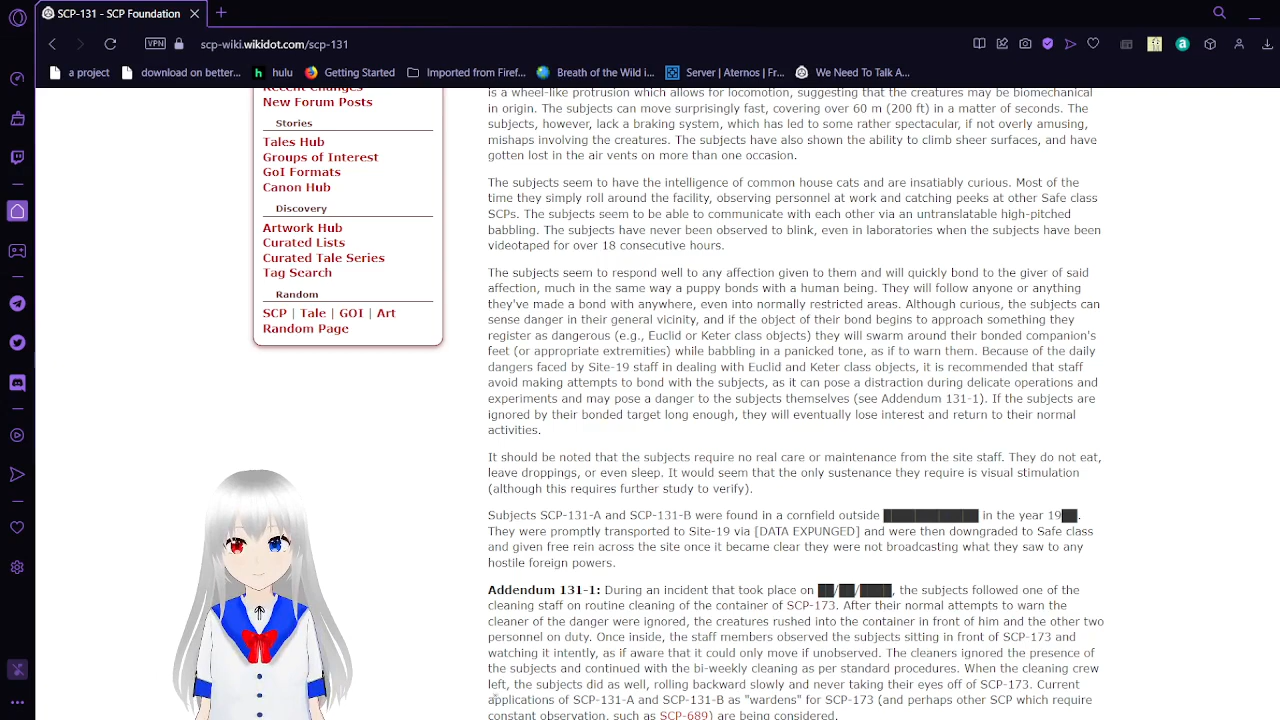 SCP-131 - SCP Foundation
VPN
scp-wiki.wikidot.com/scp-131
a project
download on better...
hulu
Getting Started
Imported from Firef...
Breath of the Wild i...
Server | Aternos | Fr...
We Need To Talk A...
Recent Changes
New Forum Posts
Stories
Tales Hub
Groups of Interest
GoI Formats
Canon Hub
Discovery
Artwork Hub
Curated Lists
Curated Tale Series
Tag Search
Random
SCP | Tale | GOI | Art
Random Page
is a wheel-like protrusion which allows for locomotion, suggesting that the creatures may be biomechanical
in origin. The subjects can move surprisingly fast, covering over 60 m (200 ft) in a matter of seconds. The
subjects, however, lack a braking system, which has led to some rather spectacular, if not overly amusing,
mishaps involving the creatures. The subjects have also shown the ability to climb sheer surfaces, and have
gotten lost in the air vents on more than one occasion.
The subjects seem to have the intelligence of common house cats and are insatiably curious. Most of the
time they simply roll around the facility, observing personnel at work and catching peeks at other Safe class
SCPs. The subjects seem to be able to communicate with each other via an untranslatable high-pitched
babbling. The subjects have never been observed to blink, even in laboratories when the subjects have been
videotaped for over 18 consecutive hours.
The subjects seem to respond well to any affection given to them and will quickly bond to the giver of said
affection, much in the same way a puppy bonds with a human being. They will follow anyone or anything
they've made a bond with anywhere, even into normally restricted areas. Although curious, the subjects can
sense danger in their general vicinity, and if the object of their bond begins to approach something they
register as dangerous (e.g., Euclid or Keter class objects) they will swarm around their bonded companion's
feet (or appropriate extremities) while babbling in a panicked tone, as if to warn them. Because of the daily
dangers faced by Site-19 staff in dealing with Euclid and Keter class objects, it is recommended that staff
avoid making attempts to bond with the subjects, as it can pose a distraction during delicate operations and
experiments and may pose a danger to the subjects themselves (see Addendum 131-1). If the subjects are
ignored by their bonded target long enough, they will eventually lose interest and return to their normal
activities.
It should be noted that the subjects require no real care or maintenance from the site staff. They do not eat,
leave droppings, or even sleep. It would seem that the only sustenance they require is visual stimulation
(although this requires further study to verify).
Subjects SCP-131-A and SCP-131-B were found in a cornfield outside ████████████ in the year 19██.
They were promptly transported to Site-19 via [DATA EXPUNGED] and were then downgraded to Safe class
and given free rein across the site once it became clear they were not broadcasting what they saw to any
hostile foreign powers.
Addendum 131-1: During an incident that took place on ██/██/████, the subjects followed one of the
cleaning staff on routine cleaning of the container of SCP-173. After their normal attempts to warn the
cleaner of the danger were ignored, the creatures rushed into the container in front of him and the other two
personnel on duty. Once inside, the staff members observed the subjects sitting in front of SCP-173 and
watching it intently, as if aware that it could only move if unobserved. The cleaners ignored the presence of
the subjects and continued with the bi-weekly cleaning as per standard procedures. When the cleaning crew
left, the subjects did as well, rolling backward slowly and never taking their eyes off of SCP-173. Current
applications of SCP-131-A and SCP-131-B as "wardens" for SCP-173 (and perhaps other SCP which require
constant observation, such as SCP-689) are being considered.